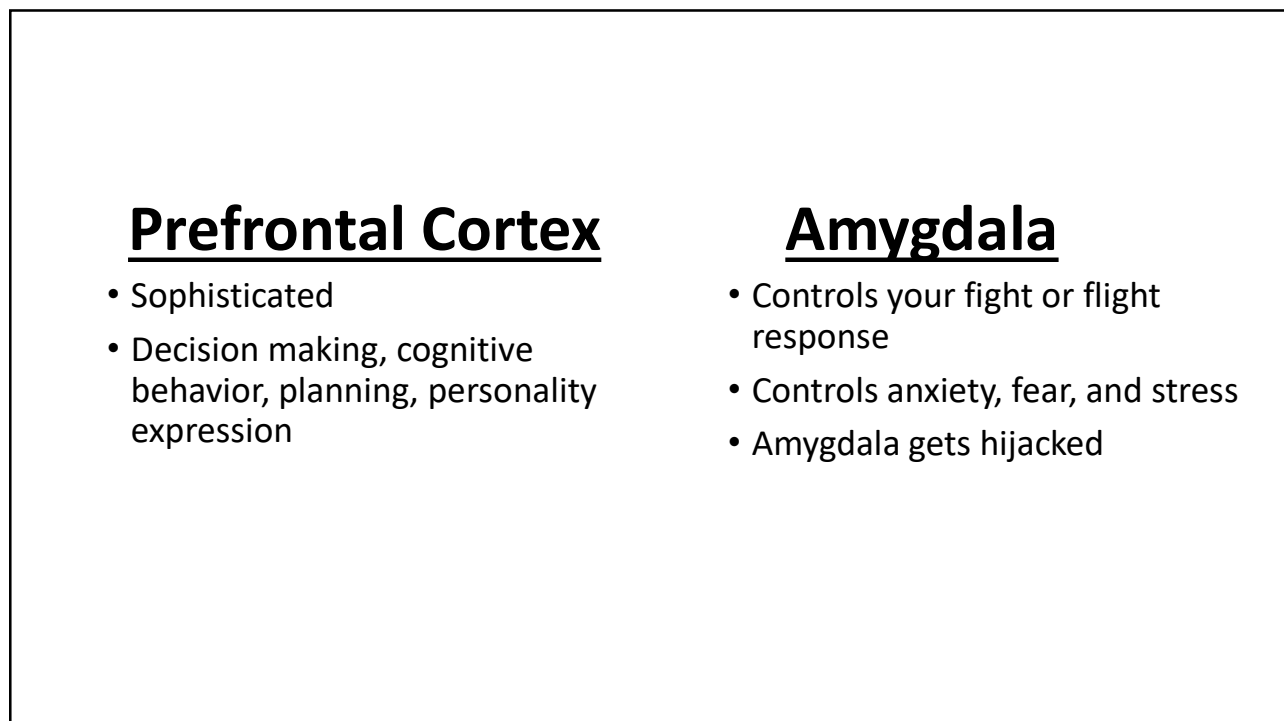 Prefrontal Cortex
• Sophisticated
• Decision making, cognitive
behavior, planning, personality
expression
Amygdala
• Controls your fight or flight
response
• Controls anxiety, fear, and stress
• Amygdala gets hijacked